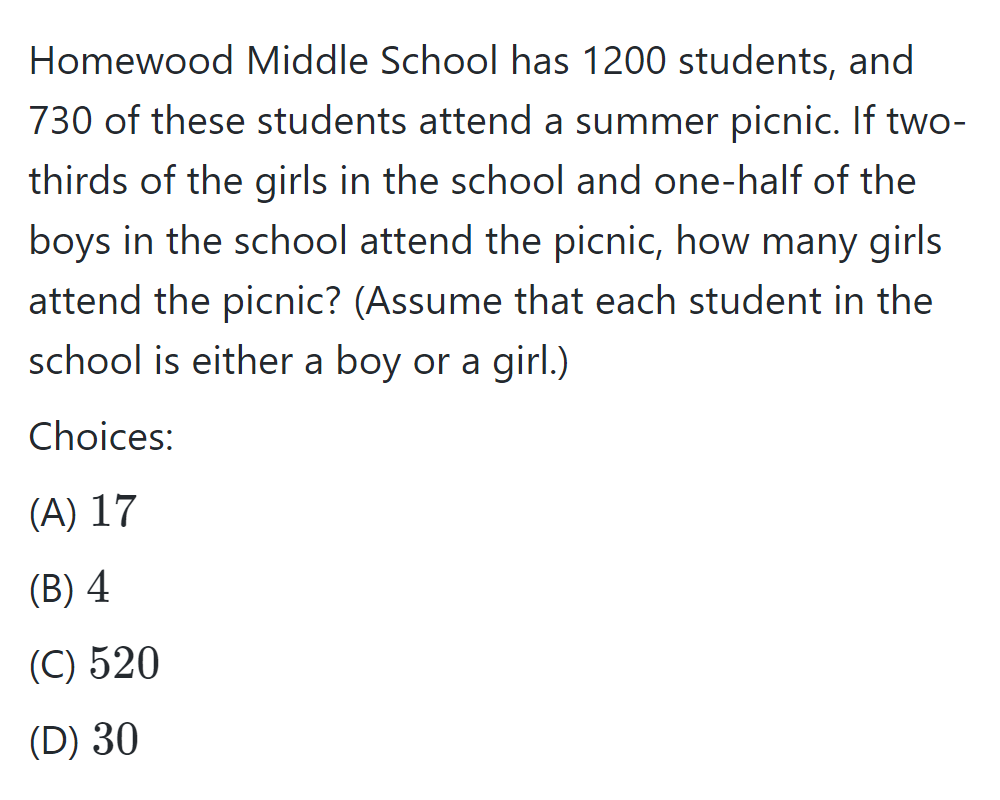 Homewood Middle School has 1200 students, and
730 of these students attend a summer picnic. If two-
thirds of the girls in the school and one-half of the
boys in the school attend the picnic, how many girls
attend the picnic? (Assume that each student in the
school is either a boy or a girl.)
Choices:
(A) 17
(B) 4
(C) 520
(D) 30